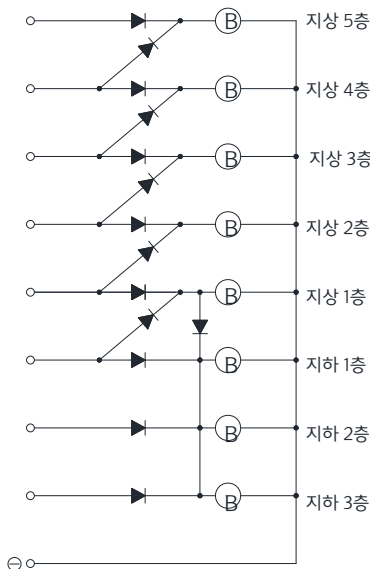 B 지상 5층
B 지상 4층
B 지상 3층
B 지상 2층
B 지상 1층
B 지하 1층
B 지하 2층
B 지하 3층
⊖